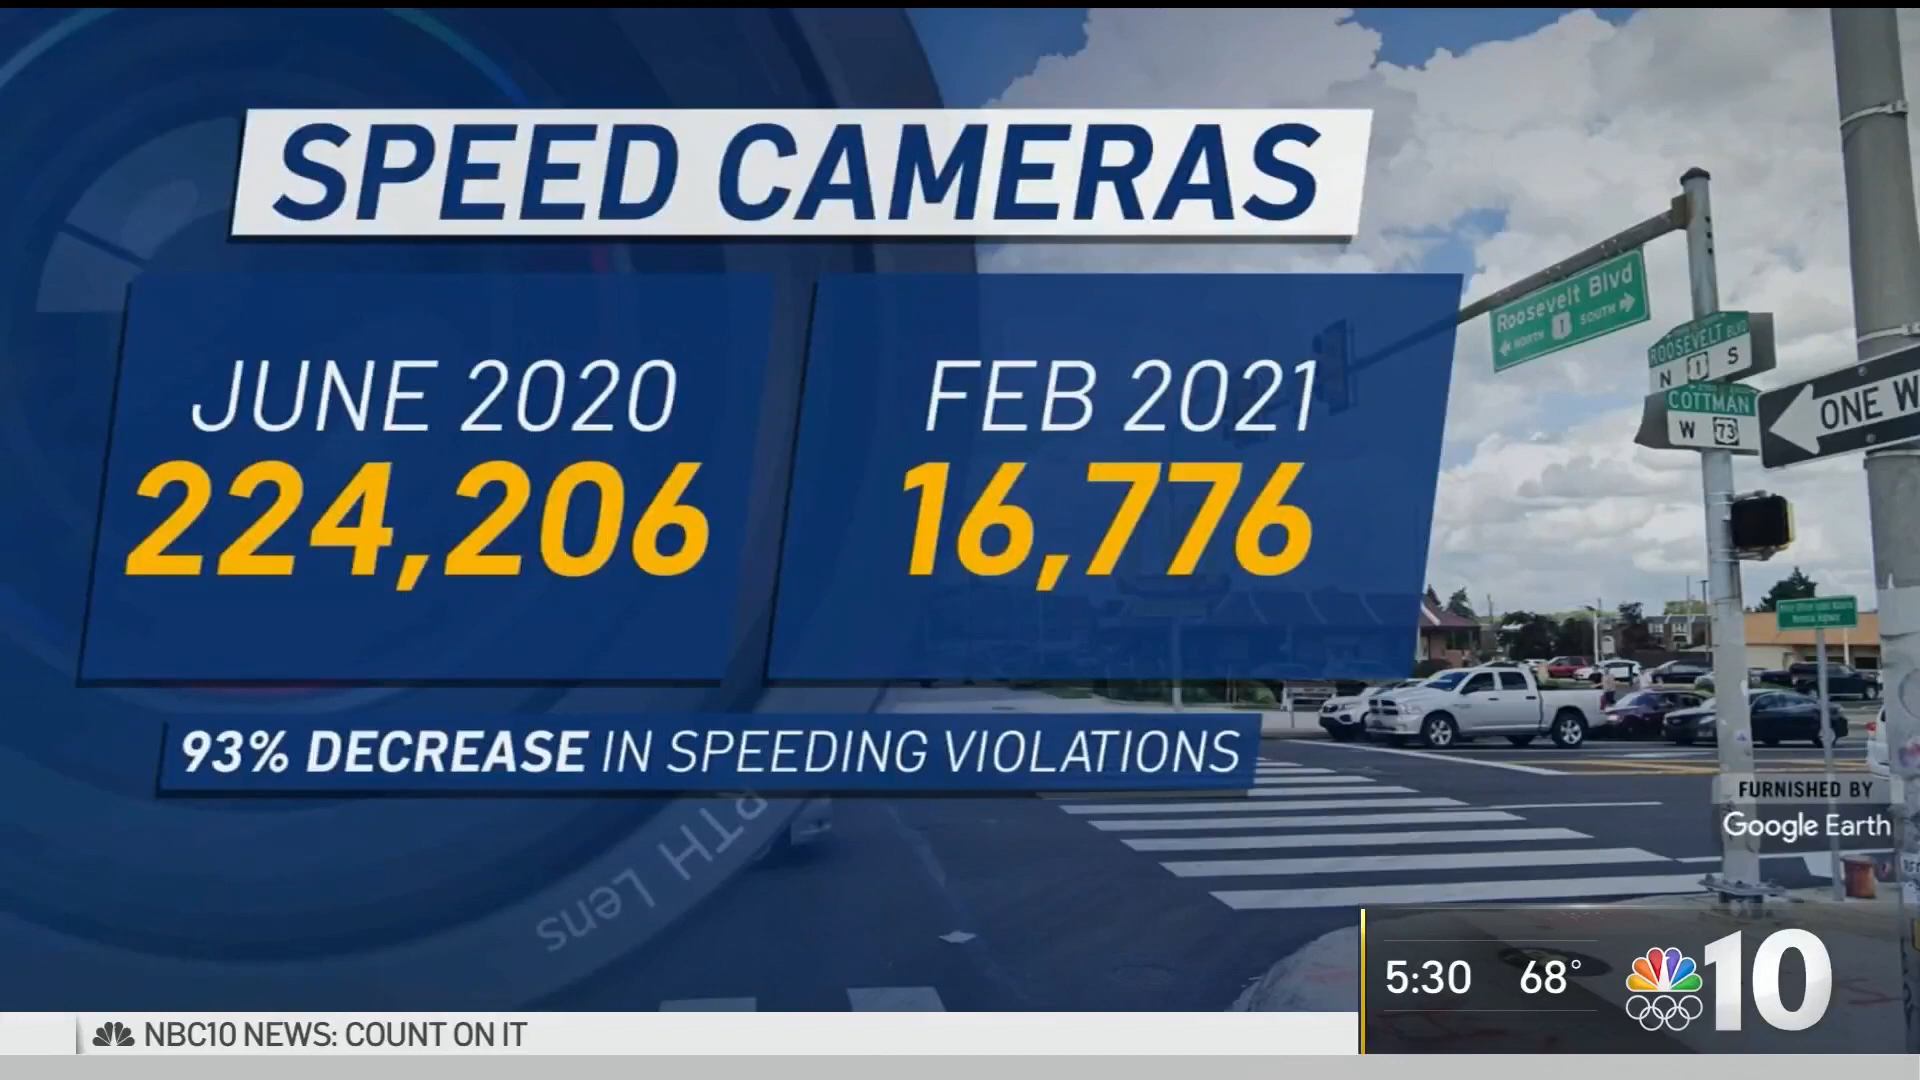 SPEED CAMERAS
JUNE 2020
224,206
FEB 2021
16,776
93% DECREASE IN SPEEDING VIOLATIONS
Roosevelt Blvd
NORTH 1 SOUTH
ROOSEVELT BLVD
N 1 S
COTTMAN
W 73
ONE W
RTH Lens
FURNISHED BY
Google Earth
5:30 68° 10
NBC10 NEWS: COUNT ON IT